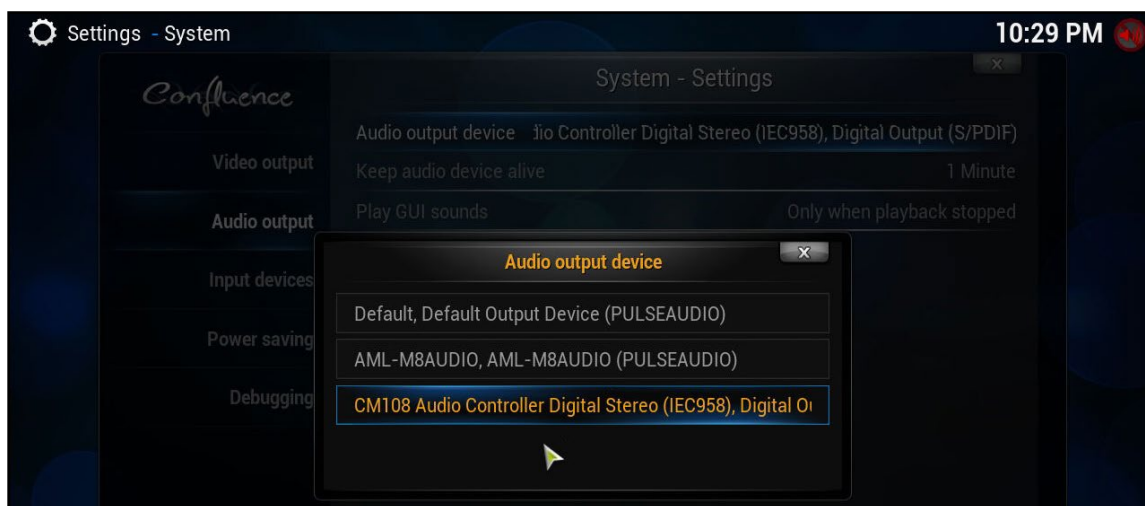 Settings - System
10:29 PM
Confluence
System - Settings
x
Audio output device lio Controller Digital Stereo (IEC958), Digital Output (S/PDIF)
Video output
Keep audio device alive 1 Minute
Audio output
Play GUI sounds Only when playback stopped
Audio output device
x
Input devices
Default, Default Output Device (PULSEAUDIO)
Power saving
AML-M8AUDIO, AML-M8AUDIO (PULSEAUDIO)
Debugging
CM108 Audio Controller Digital Stereo (IEC958), Digital Ou